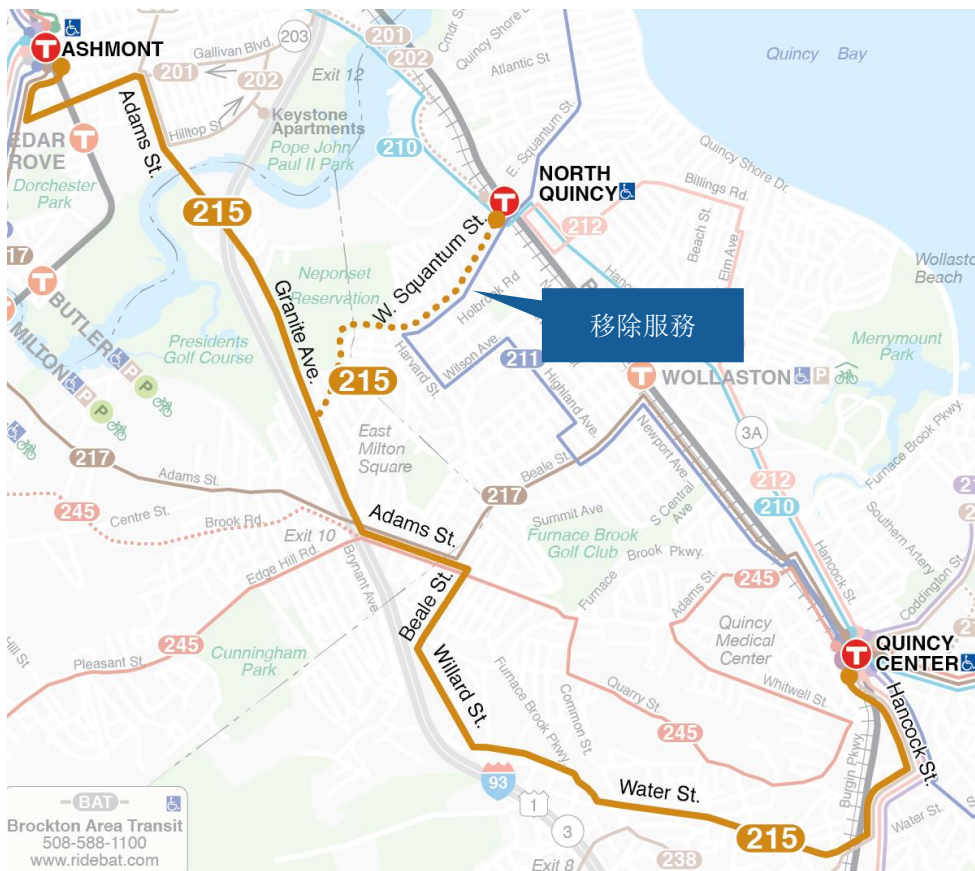 ASHMONT
Gallivan Blvd.
203
201
202
Exit 12
201
202
Cmdr
Quincy Shore Dr.
Atlantic St
Quincy Bay
Hilltop St.
Keystone
Apartments
Pope John
Paul II Park
210
E. Squantum St.
EDAR
ROVE
Dorchester
Park
Adams St.
215
NORTH
QUINCY
212
Billings Rd.
Quincy Shore Dr.
Beach St.
Elm Ave
Wollasto
Beach
217
BUTLER
MILTON
Neponset
Reservation
W. Squantum St.
Granite Ave.
Holbrook Rd
移除服務
Presidents
Golf Course
215
Harvard St.
Wilson Ave.
211
Highland Ave.
WOLLASTON
Merrymount
Park
3A
Furnace Brook Pkwy.
East
Milton
Square
217
Adams St.
Beale St.
Newport Ave.
217
212
210
245
Centre St.
Brook Rd.
Exit 10
Adams St.
Summit Ave
S Central
Ave
Furnace Brook
Golf Club
Brook Pkwy.
Furnace
Southern Artery
Coddington St.
Hancock St.
Edge Hill Rd.
Brynant Ave.
Beale St.
Adams St.
245
Quincy
Medical
Center
QUINCY
CENTER
Hill St
Pleasant St.
245
Cunningham
Park
Willard St.
Furnace Brook Pkwy.
Common St.
Quarry St.
245
Whitwell St.
Hancock St.
Burgin Pkwy
93
1
3
Water St.
215
Water St.
BAT
Brockton Area Transit
508-588-1100
www.ridebat.com
Exit 8
238